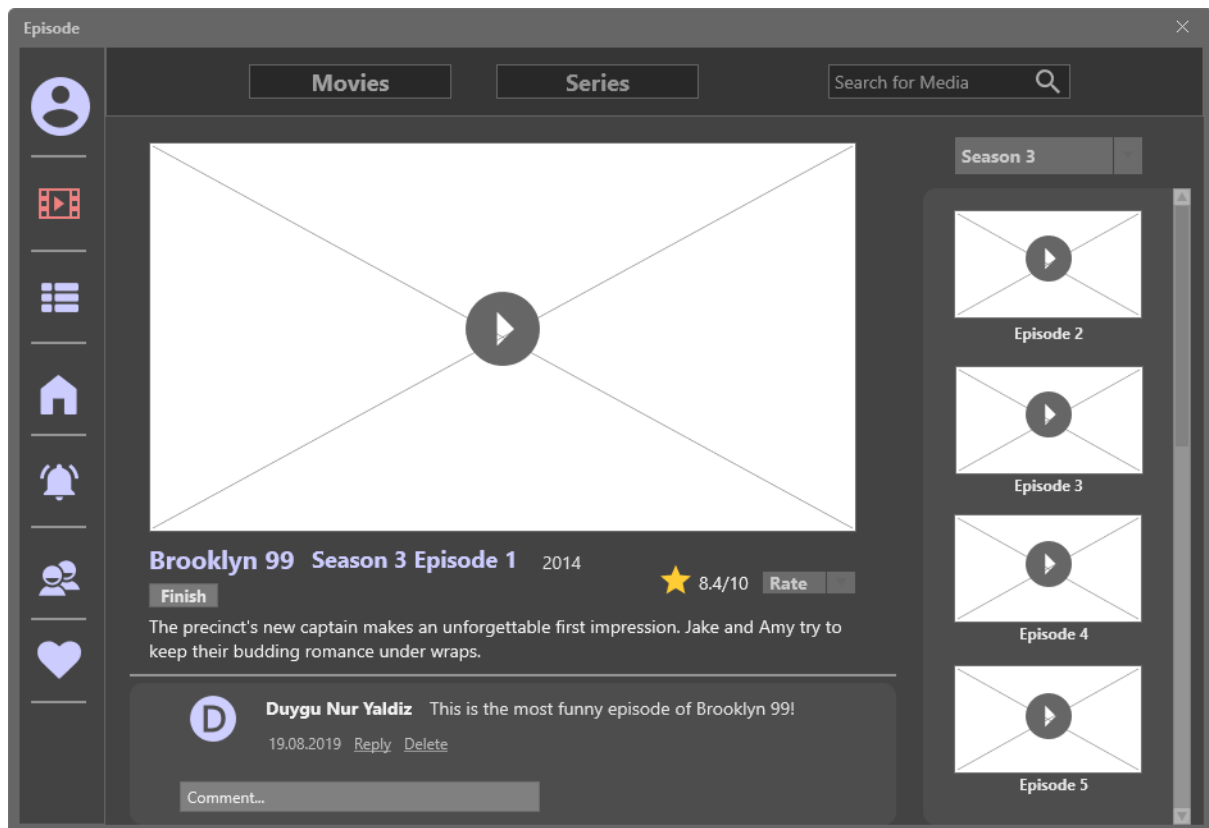 Episode
Movies Series Search for Media
Season 3
Episode 2
Episode 3
Episode 4
Episode 5
Brooklyn 99 Season 3 Episode 1 2014
8.4/10 Rate
Finish
The precinct's new captain makes an unforgettable first impression. Jake and Amy try to
keep their budding romance under wraps.
D
Duygu Nur Yaldiz This is the most funny episode of Brooklyn 99!
19.08.2019 Reply Delete
Comment...